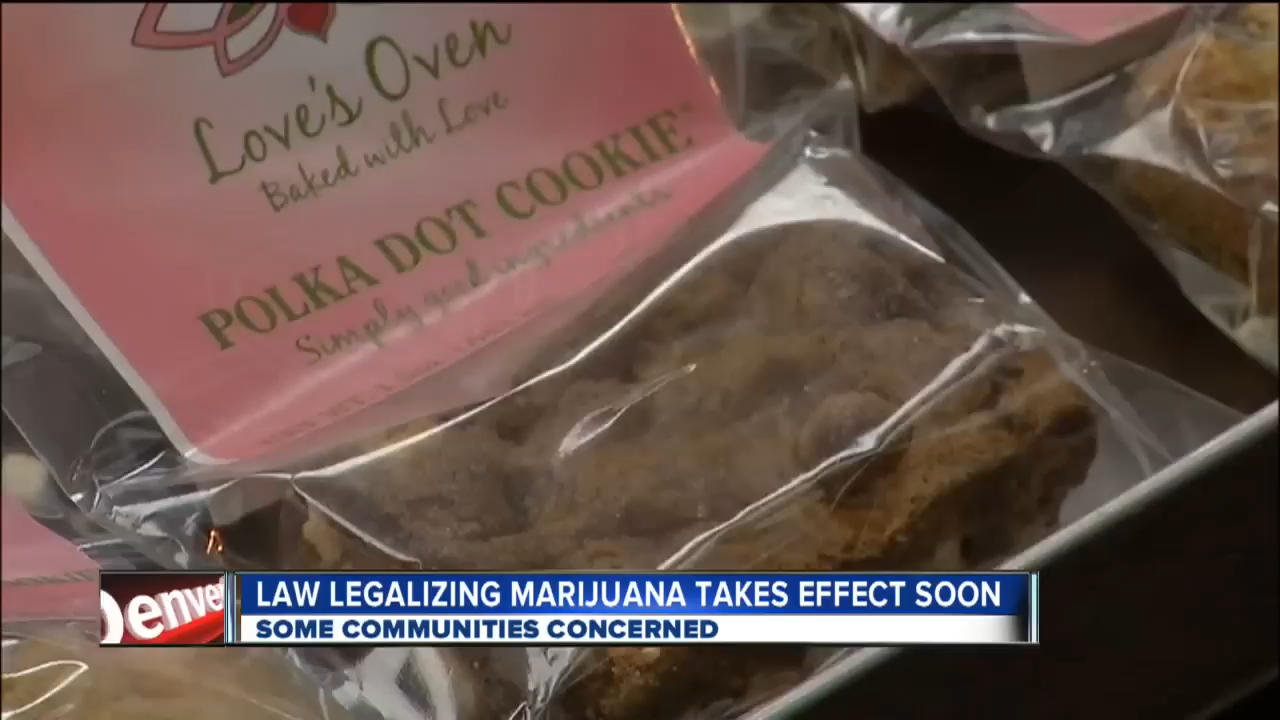 Love's Oven
Baked with Love
POLKA DOT COOKIE™
Simply good ingredients
Denver
LAW LEGALIZING MARIJUANA TAKES EFFECT SOON
SOME COMMUNITIES CONCERNED